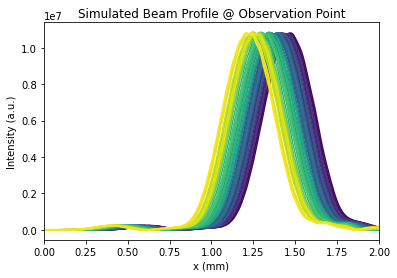 Simulated Beam Profile @ Observation Point
1e7
Intensity (a.u.)
1.0
0.8
0.6
0.4
0.2
0.0
0.00 0.25 0.50 0.75 1.00 1.25 1.50 1.75 2.00
x (mm)